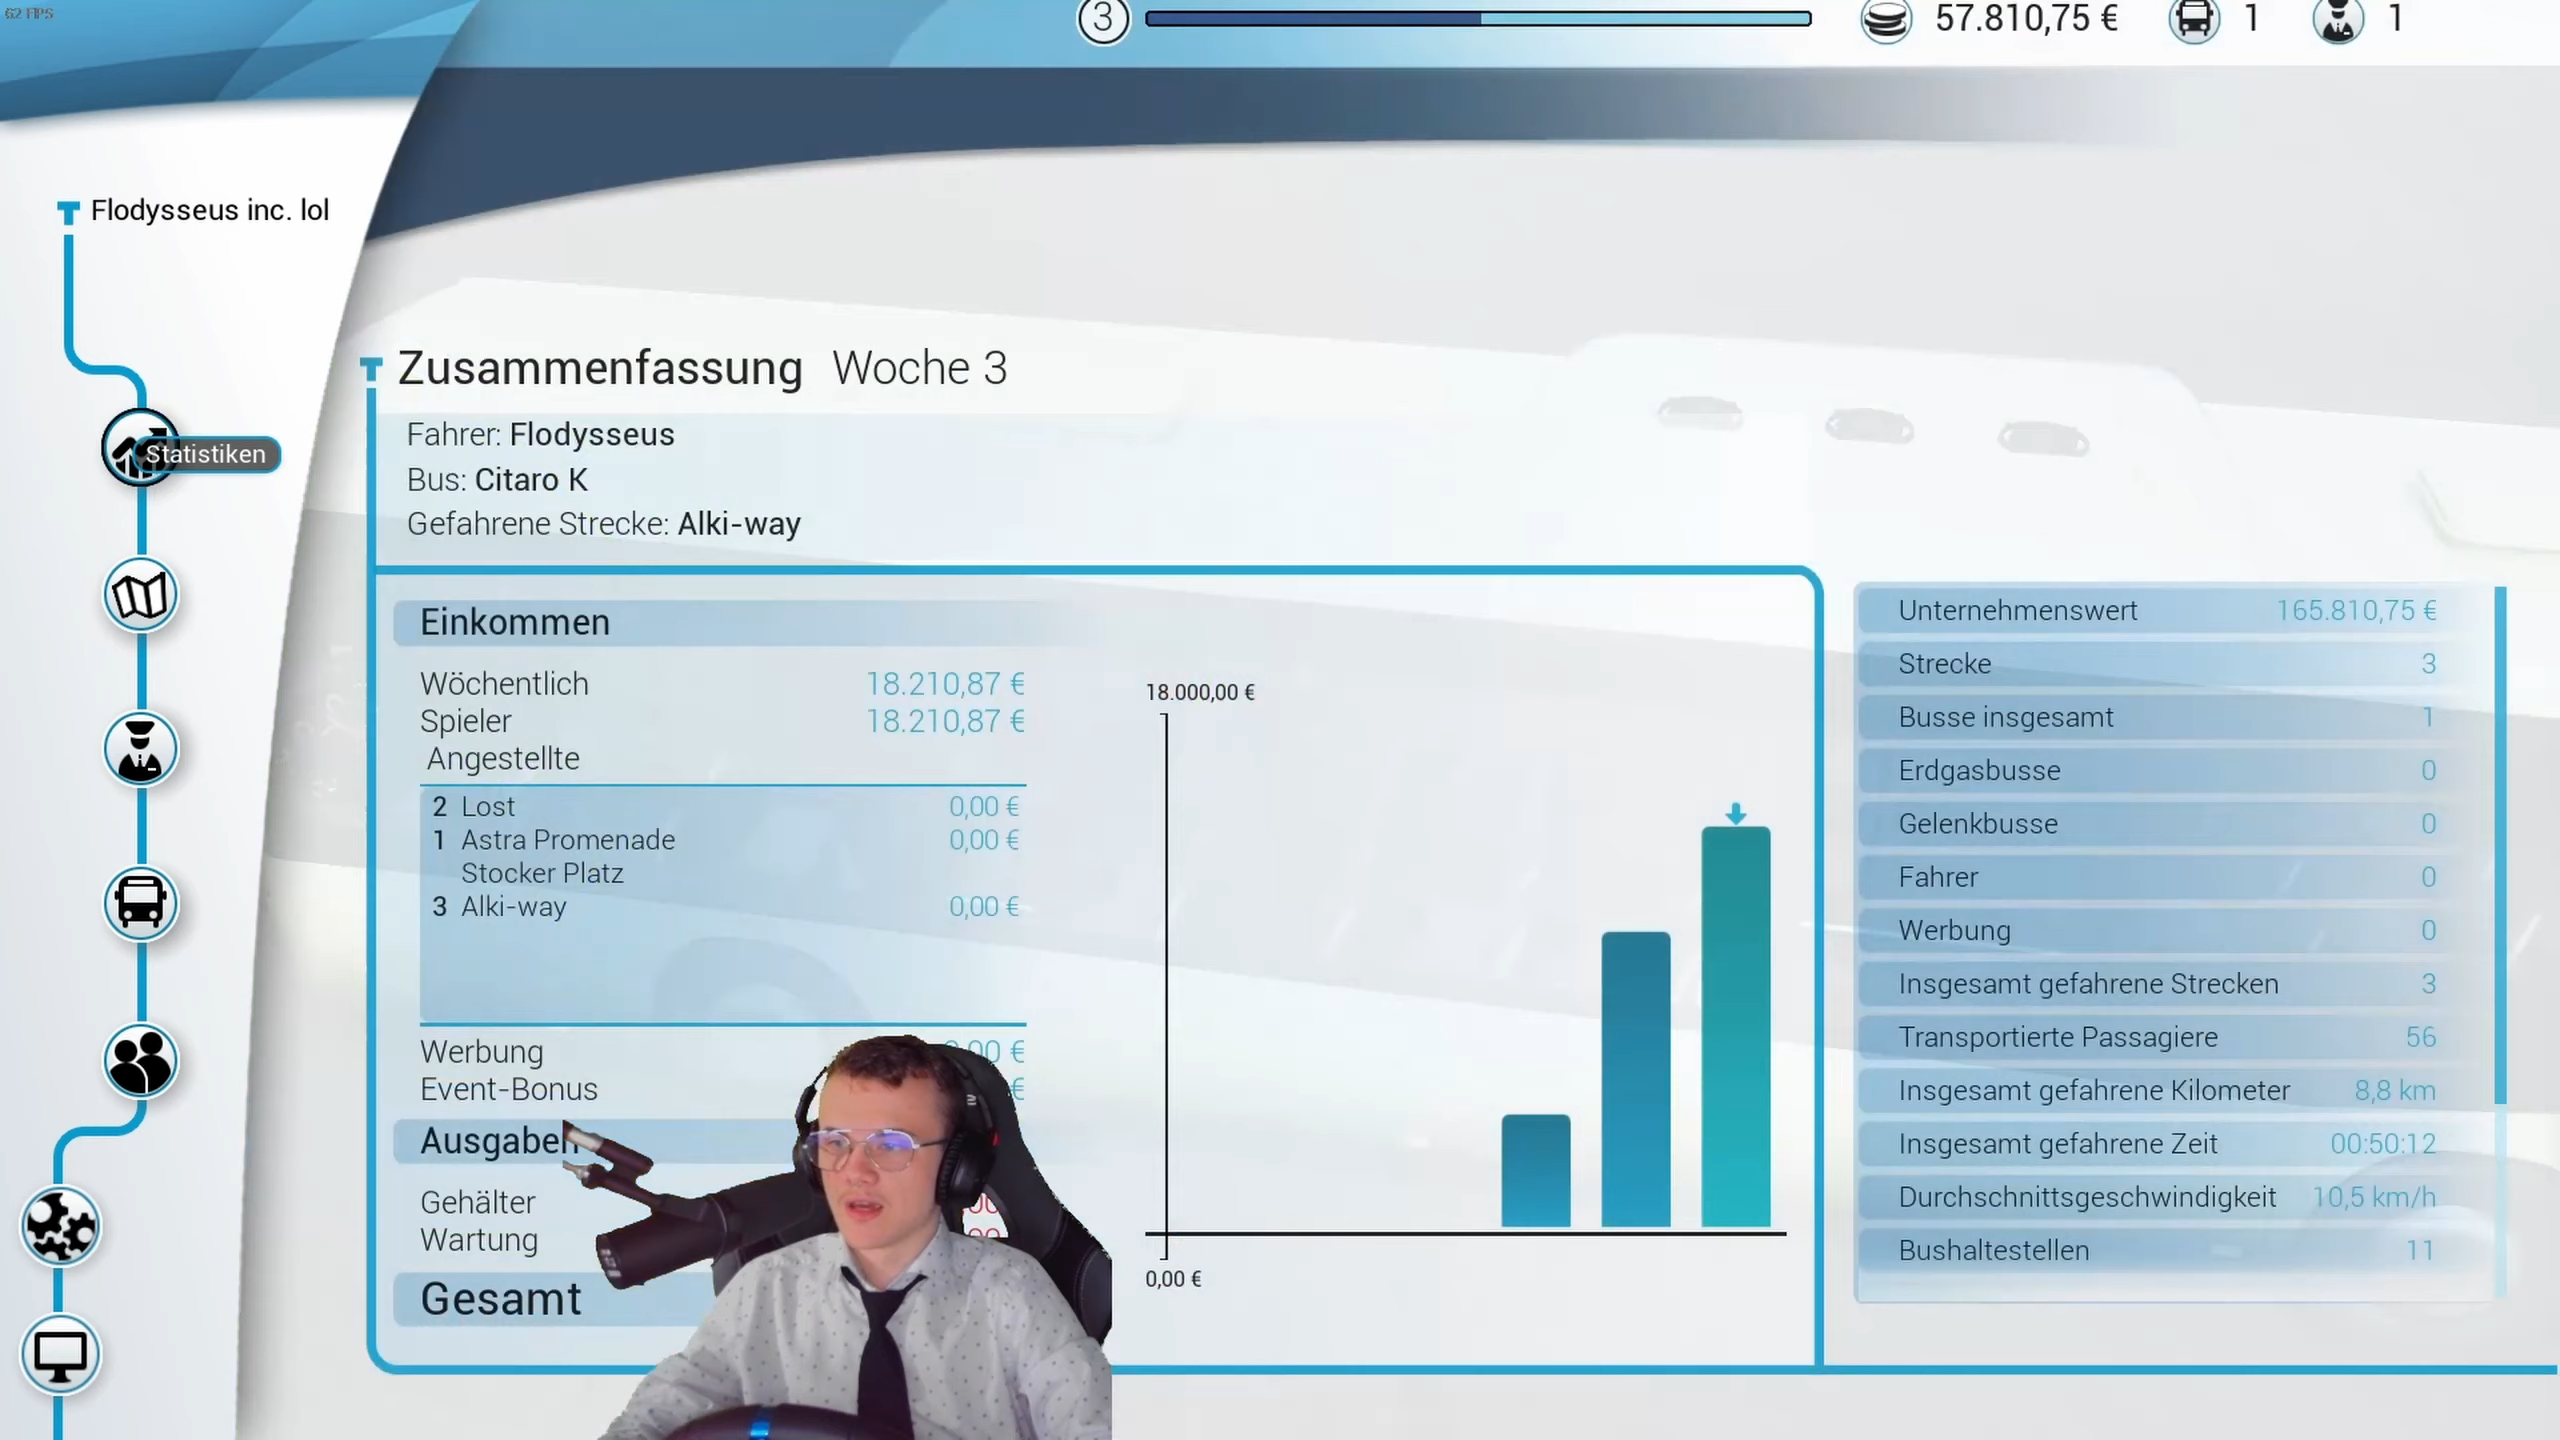 62 FPS
3
57.810,75 €
1
1
Flodysseus inc. lol
Statistiken
Zusammenfassung Woche 3
Fahrer: Flodysseus
Bus: Citaro K
Gefahrene Strecke: Alki-way
Einkommen
Wöchentlich 18.210,87 €
Spieler 18.210,87 €
Angestellte
2 Lost 0,00 €
1 Astra Promenade 0,00 €
Stocker Platz
3 Alki-way 0,00 €
Werbung €
Event-Bonus €
Ausgaben
Gehälter
Wartung
Gesamt
18.000,00 €
0,00 €
Unternehmenswert 165.810,75 €
Strecke 3
Busse insgesamt 1
Erdgasbusse 0
Gelenkbusse 0
Fahrer 0
Werbung 0
Insgesamt gefahrene Strecken 3
Transportierte Passagiere 56
Insgesamt gefahrene Kilometer 8,8 km
Insgesamt gefahrene Zeit 00:50:12
Durchschnittsgeschwindigkeit 10,5 km/h
Bushaltestellen 11